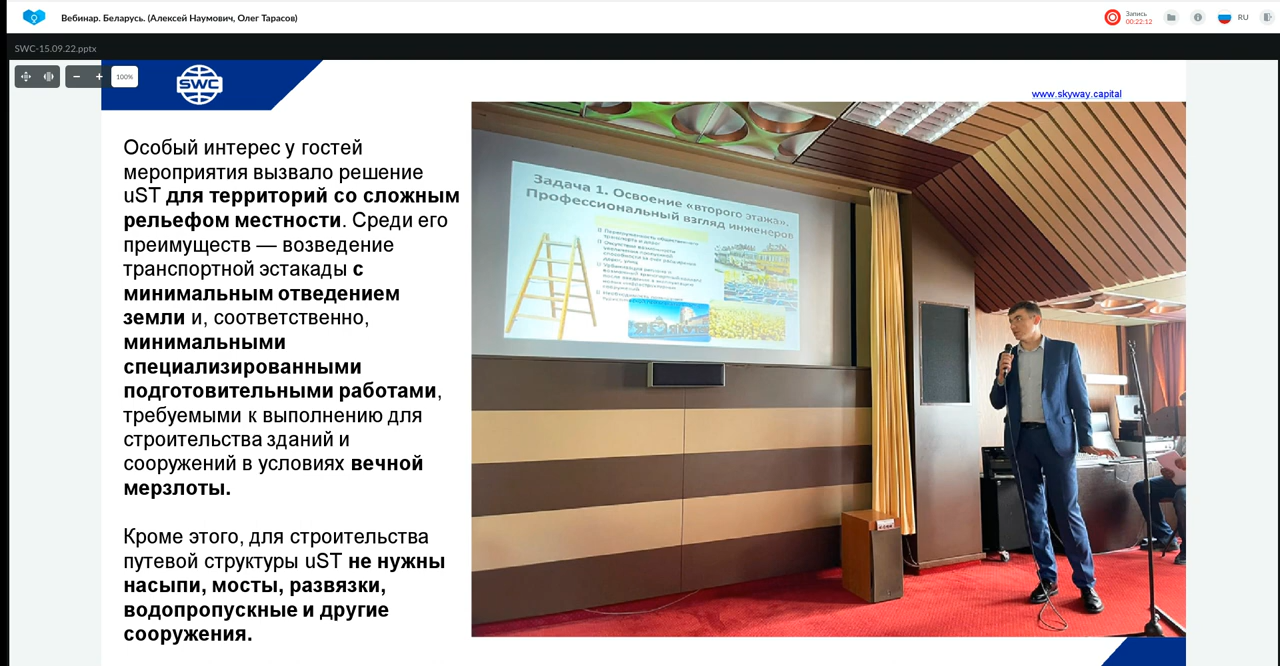 Вебинар. Беларусь. (Алексей Наумович, Олег Тарасов)
Запись
00:22:12
RU
SWC-15.09.22.pptx
100%
SWC
www.skyway.capital
Особый интерес у гостей
мероприятия вызвало решение
uST для территорий со сложным
рельефом местности. Среди его
преимуществ — возведение
транспортной эстакады с
минимальным отведением
земли и, соответственно,
минимальными
специализированными
подготовительными работами,
требуемыми к выполнению для
строительства зданий и
сооружений в условиях вечной
мерзлоты.
Кроме этого, для строительства
путевой структуры uST не нужны
насыпи, мосты, развязки,
водопропускные и другие
сооружения.
Задача 1. Освоение «второго этажа».
Профессиональный взгляд инженеров